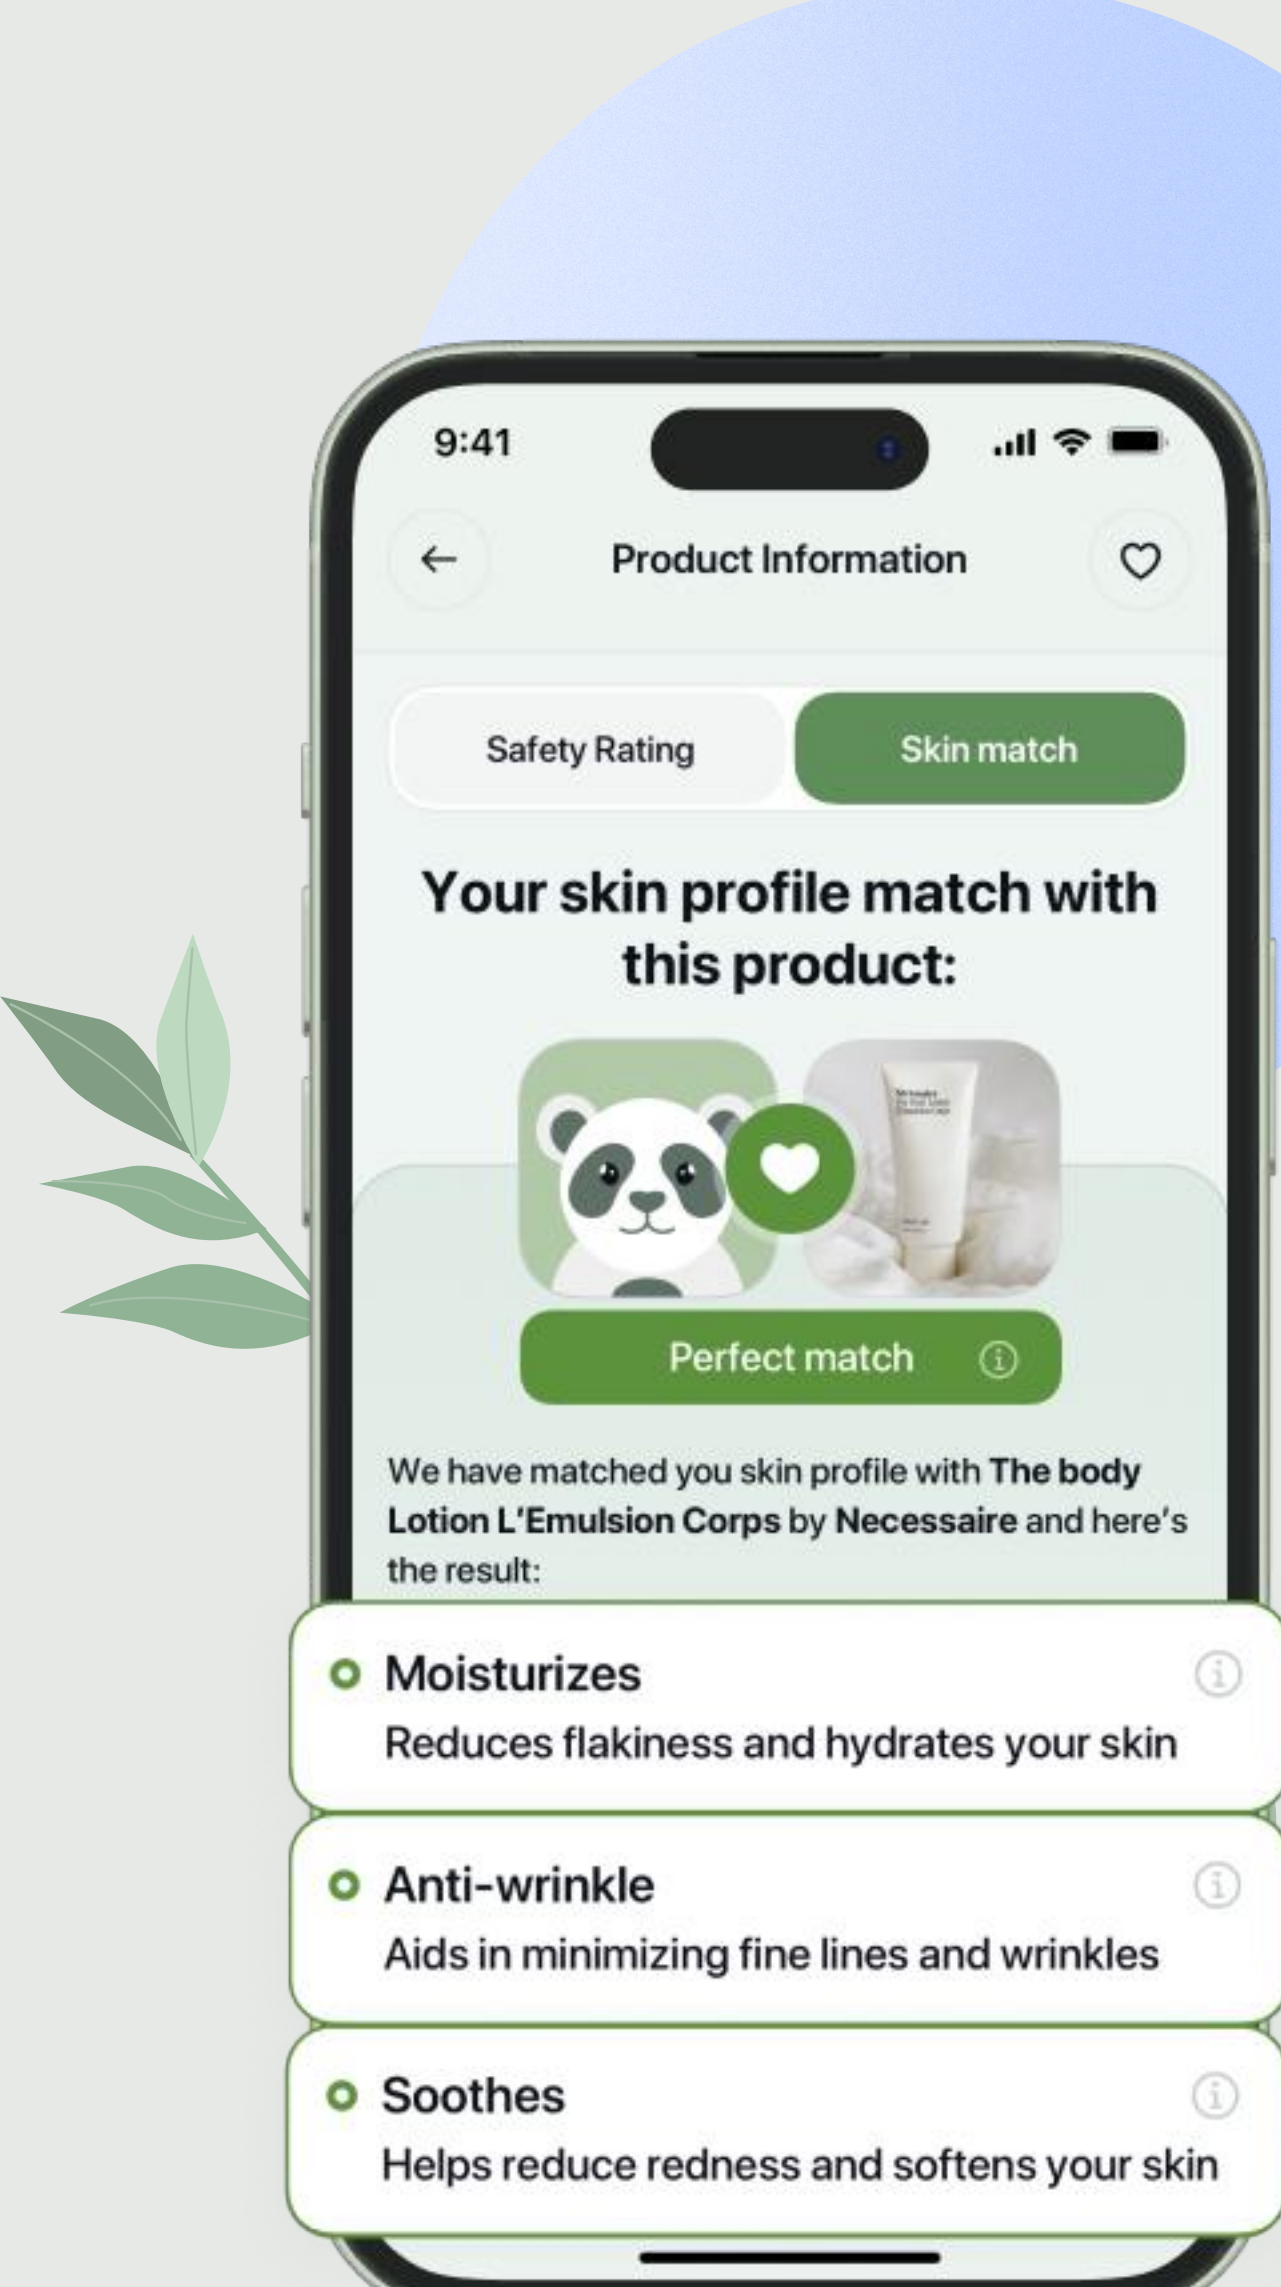 9:41
Product Information
Safety Rating
Skin match
Your skin profile match with
this product:
Perfect match
We have matched you skin profile with The body
Lotion L'Emulsion Corps by Necessaire and here's
the result:
Moisturizes
Reduces flakiness and hydrates your skin
Anti-wrinkle
Aids in minimizing fine lines and wrinkles
Soothes
Helps reduce redness and softens your skin